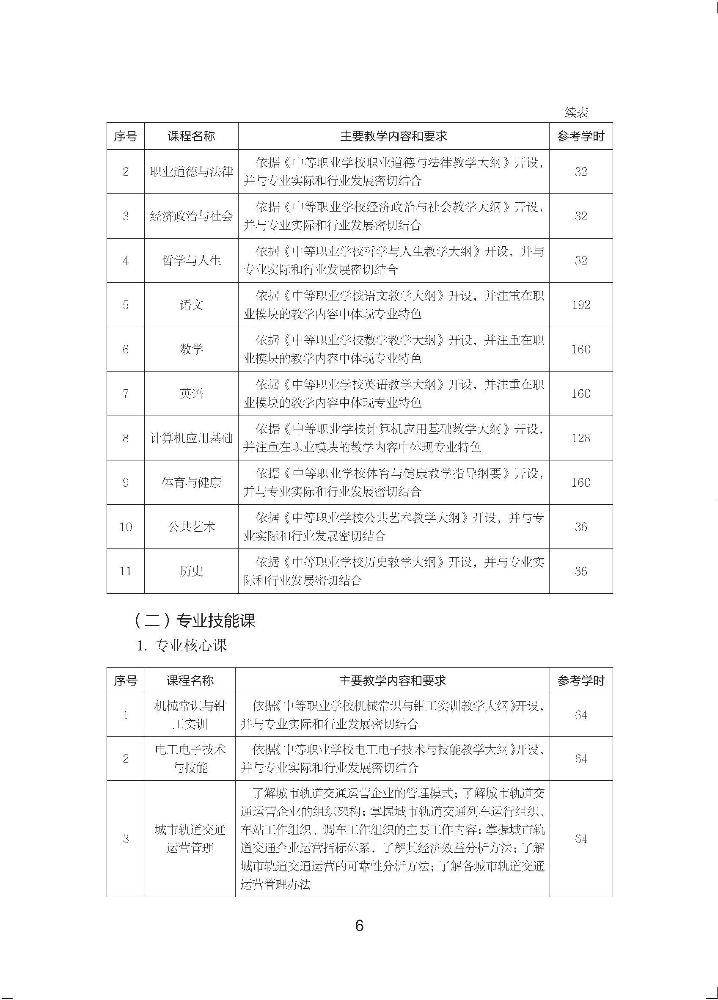 续表
序号 课程名称 主要教学内容和要求 参考学时
2 职业道德与法律 依据《中等职业学校职业道德与法律教学大纲》开设，
并与专业实际和行业发展密切结合 32
3 经济政治与社会 依据《中等职业学校经济政治与社会教学大纲》开设，
并与专业实际和行业发展密切结合 32
4 哲学与人生 依据《中等职业学校哲学与人生教学大纲》开设，并与
专业实际和行业发展密切结合 32
5 语文 依据《中等职业学校语文教学大纲》开设，并注重在职
业模块的教学内容中体现专业特色 192
6 数学 依据《中等职业学校数学教学大纲》开设，并注重在职
业模块的教学内容中体现专业特色 160
7 英语 依据《中等职业学校英语教学大纲》开设，并注重在职
业模块的教学内容中体现专业特色 160
8 计算机应用基础 依据《中等职业学校计算机应用基础教学大纲》开设，
并注重在职业模块的教学内容中体现专业特色 128
9 体育与健康 依据《中等职业学校体育与健康教学指导纲要》开设，
并与专业实际和行业发展密切结合 160
10 公共艺术 依据《中等职业学校公共艺术教学大纲》开设，并与专
业实际和行业发展密切结合 36
11 历史 依据《中等职业学校历史教学大纲》开设，并与专业实
际和行业发展密切结合 36
（二）专业技能课
1. 专业核心课
序号 课程名称 主要教学内容和要求 参考学时
1 机械常识与钳 依据《中等职业学校机械常识与钳工实训教学大纲》开设，
工实训 并与专业实际和行业发展密切结合 64
2 电工电子技术 依据《中等职业学校电工电子技术与技能教学大纲》开设，
与技能 并与专业实际和行业发展密切结合 64
了解城市轨道交通运营企业的管理模式；了解城市轨道交
通运营企业的组织架构；掌握城市轨道交通列车运行组织、
3 城市轨道交通 车站工作组织、调车工作组织的主要工作内容；掌握城市轨
运营管理 道交通企业运营指标体系，了解其经济效益分析方法；了解 64
城市轨道交通运营的可靠性分析方法；了解各城市轨道交通
运营管理办法
6